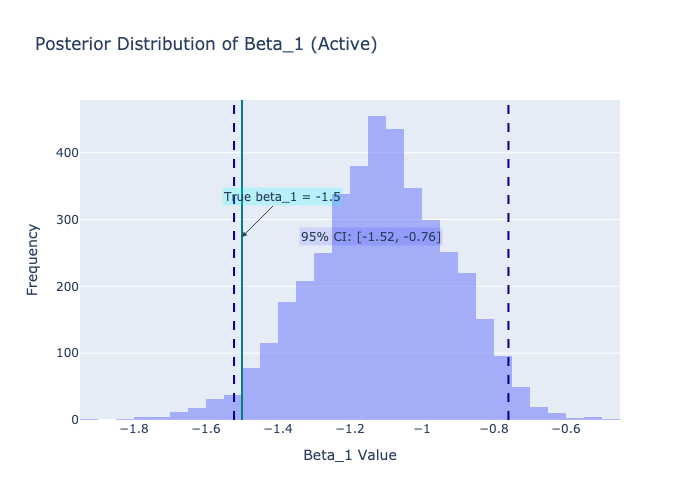 Posterior Distribution of Beta_1 (Active)
400
300
200
100
0
Frequency
True beta_1 = -1.5
95% CI: [-1.52, -0.76]
−1.8
−1.6
−1.4
−1.2
−1
−0.8
−0.6
Beta_1 Value